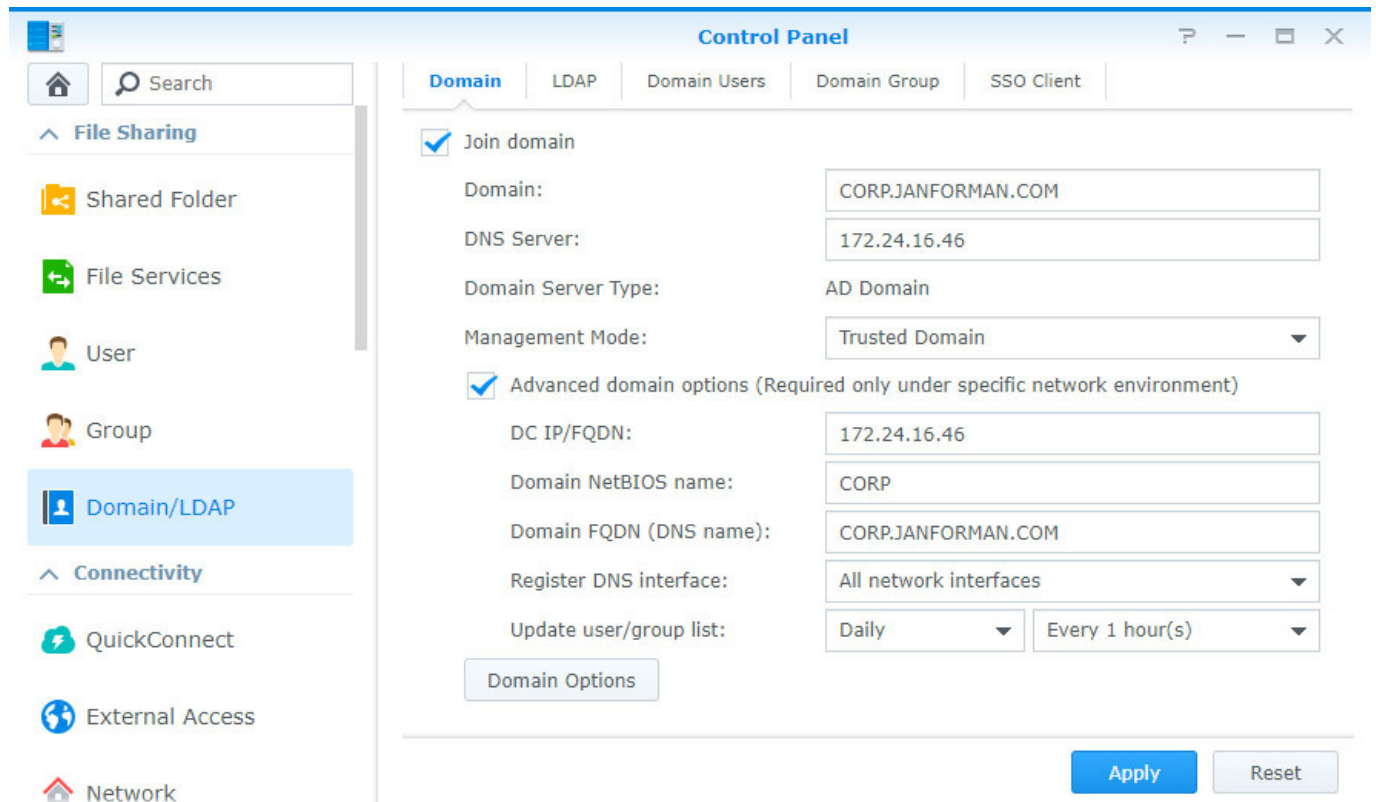 Control Panel
Search
File Sharing
Shared Folder
File Services
User
Group
Domain/LDAP
Connectivity
QuickConnect
External Access
Network
Domain LDAP Domain Users Domain Group SSO Client
Join domain
Domain: CORP.JANFORMAN.COM
DNS Server: 172.24.16.46
Domain Server Type: AD Domain
Management Mode: Trusted Domain
Advanced domain options (Required only under specific network environment)
DC IP/FQDN: 172.24.16.46
Domain NetBIOS name: CORP
Domain FQDN (DNS name): CORP.JANFORMAN.COM
Register DNS interface: All network interfaces
Update user/group list: Daily Every 1 hour(s)
Domain Options
Apply Reset